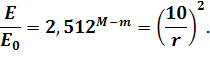 E/E₀ = 2,512^{M−m} = (10/r)².